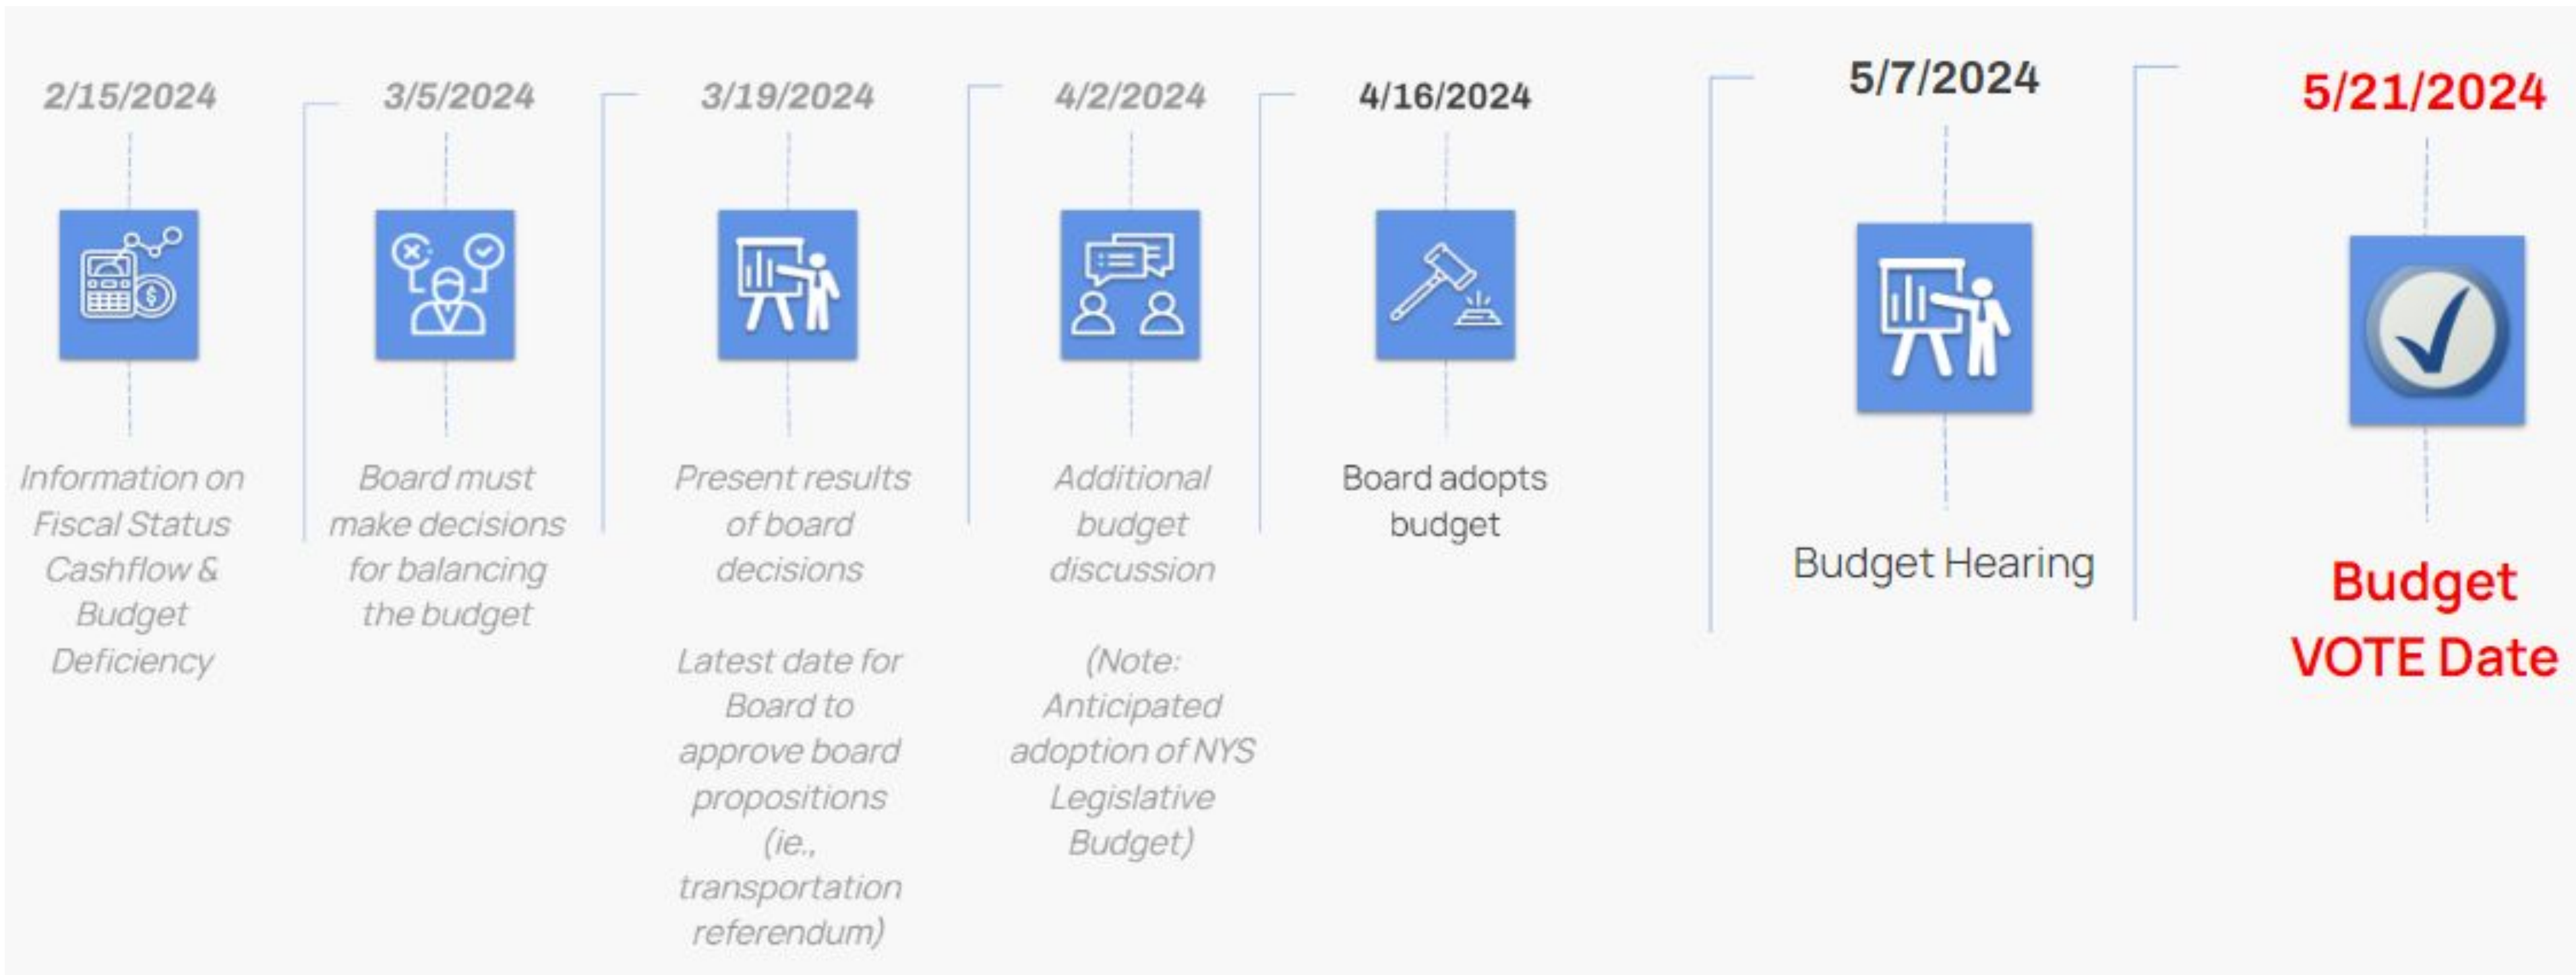 2/15/2024
Information on
Fiscal Status
Cashflow &
Budget
Deficiency
3/5/2024
Board must
make decisions
for balancing
the budget
3/19/2024
Present results
of board
decisions
Latest date for
Board to
approve board
propositions
(ie.,
transportation
referendum)
4/2/2024
Additional
budget
discussion
(Note:
Anticipated
adoption of NYS
Legislative
Budget)
4/16/2024
Board adopts
budget
5/7/2024
Budget Hearing
5/21/2024
Budget
VOTE Date